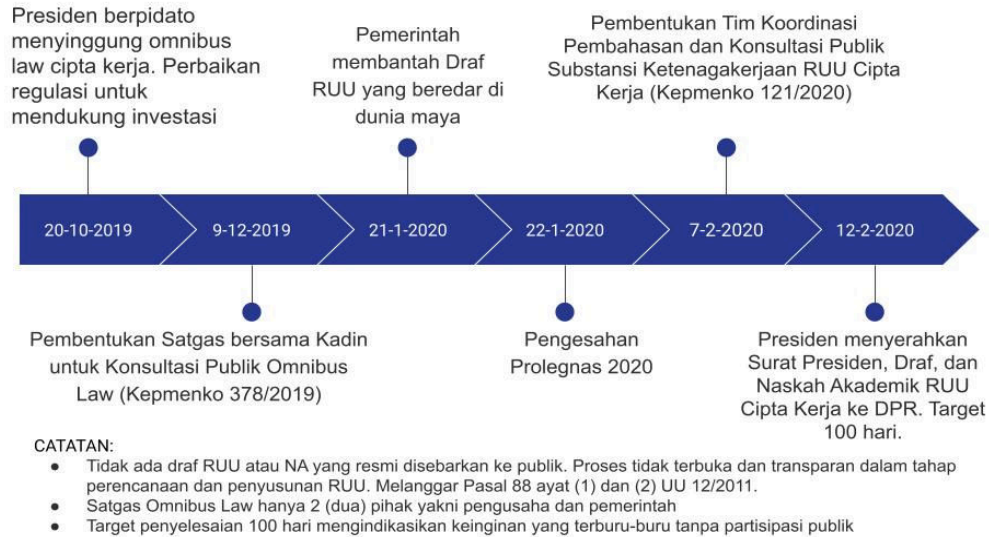 Presiden berpidato
menyinggung omnibus
law cipta kerja. Perbaikan
regulasi untuk
mendukung investasi
Pemerintah
membantah Draf
RUU yang beredar di
dunia maya
Pembentukan Tim Koordinasi
Pembahasan dan Konsultasi Publik
Substansi Ketenagakerjaan RUU Cipta
Kerja (Kepmenko 121/2020)
20-10-2019
9-12-2019
21-1-2020
22-1-2020
7-2-2020
12-2-2020
Pembentukan Satgas bersama Kadin
untuk Konsultasi Publik Omnibus
Law (Kepmenko 378/2019)
Pengesahan
Prolegnas 2020
Presiden menyerahkan
Surat Presiden, Draf, dan
Naskah Akademik RUU
Cipta Kerja ke DPR. Target
100 hari.
CATATAN:
● Tidak ada draf RUU atau NA yang resmi disebarkan ke publik. Proses tidak terbuka dan transparan dalam tahap
perencanaan dan penyusunan RUU. Melanggar Pasal 88 ayat (1) dan (2) UU 12/2011.
● Satgas Omnibus Law hanya 2 (dua) pihak yakni pengusaha dan pemerintah
● Target penyelesaian 100 hari mengindikasikan keinginan yang terburu-buru tanpa partisipasi publik